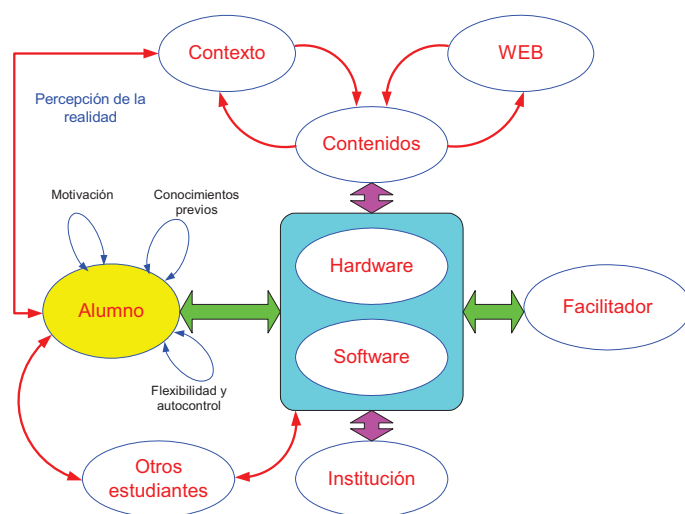 Contexto
WEB
Percepción de la
realidad
Contenidos
Motivación
Conocimientos
previos
Hardware
Alumno
Facilitador
Software
Flexibilidad y
autocontrol
Otros
estudiantes
Institución